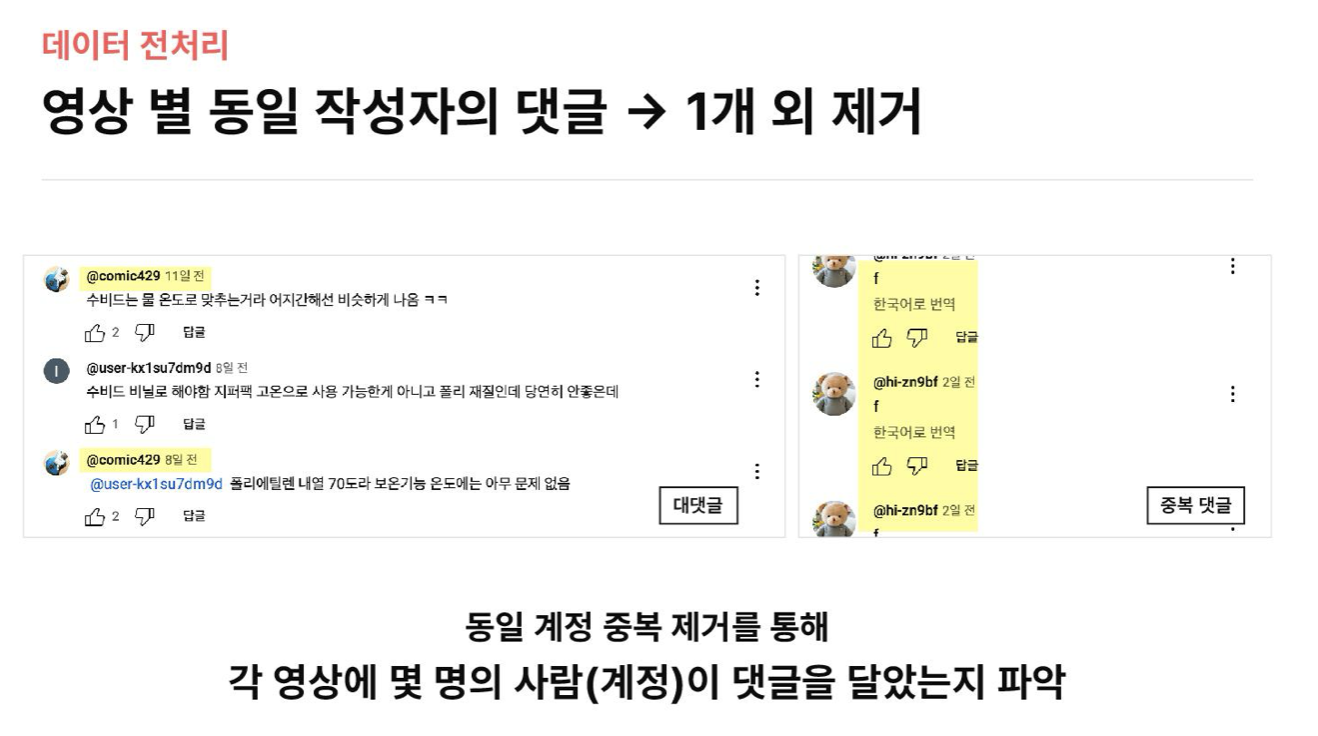 데이터 전처리
영상 별 동일 작성자의 댓글 → 1개 외 제거
@comic429 11일 전
수비드는 물 온도로 맞추는거라 어지간해선 비슷하게 나옴 ㅋㅋ
2 답글
I
@user-kx1su7dm9d 8일 전
수비드 비닐로 해야함 지퍼팩 고온으로 사용 가능한게 아니고 폴리 재질인데 당연히 안좋은데
1 답글
@comic429 8일 전
@user-kx1su7dm9d 폴리에틸렌 내열 70도라 보온기능 온도에는 아무 문제 없음
2 답글
대댓글
@hi-zn9bf 2일 전
f
한국어로 번역
답글
@hi-zn9bf 2일 전
f
한국어로 번역
답글
@hi-zn9bf 2일 전
f
중복 댓글
동일 계정 중복 제거를 통해
각 영상에 몇 명의 사람(계정)이 댓글을 달았는지 파악